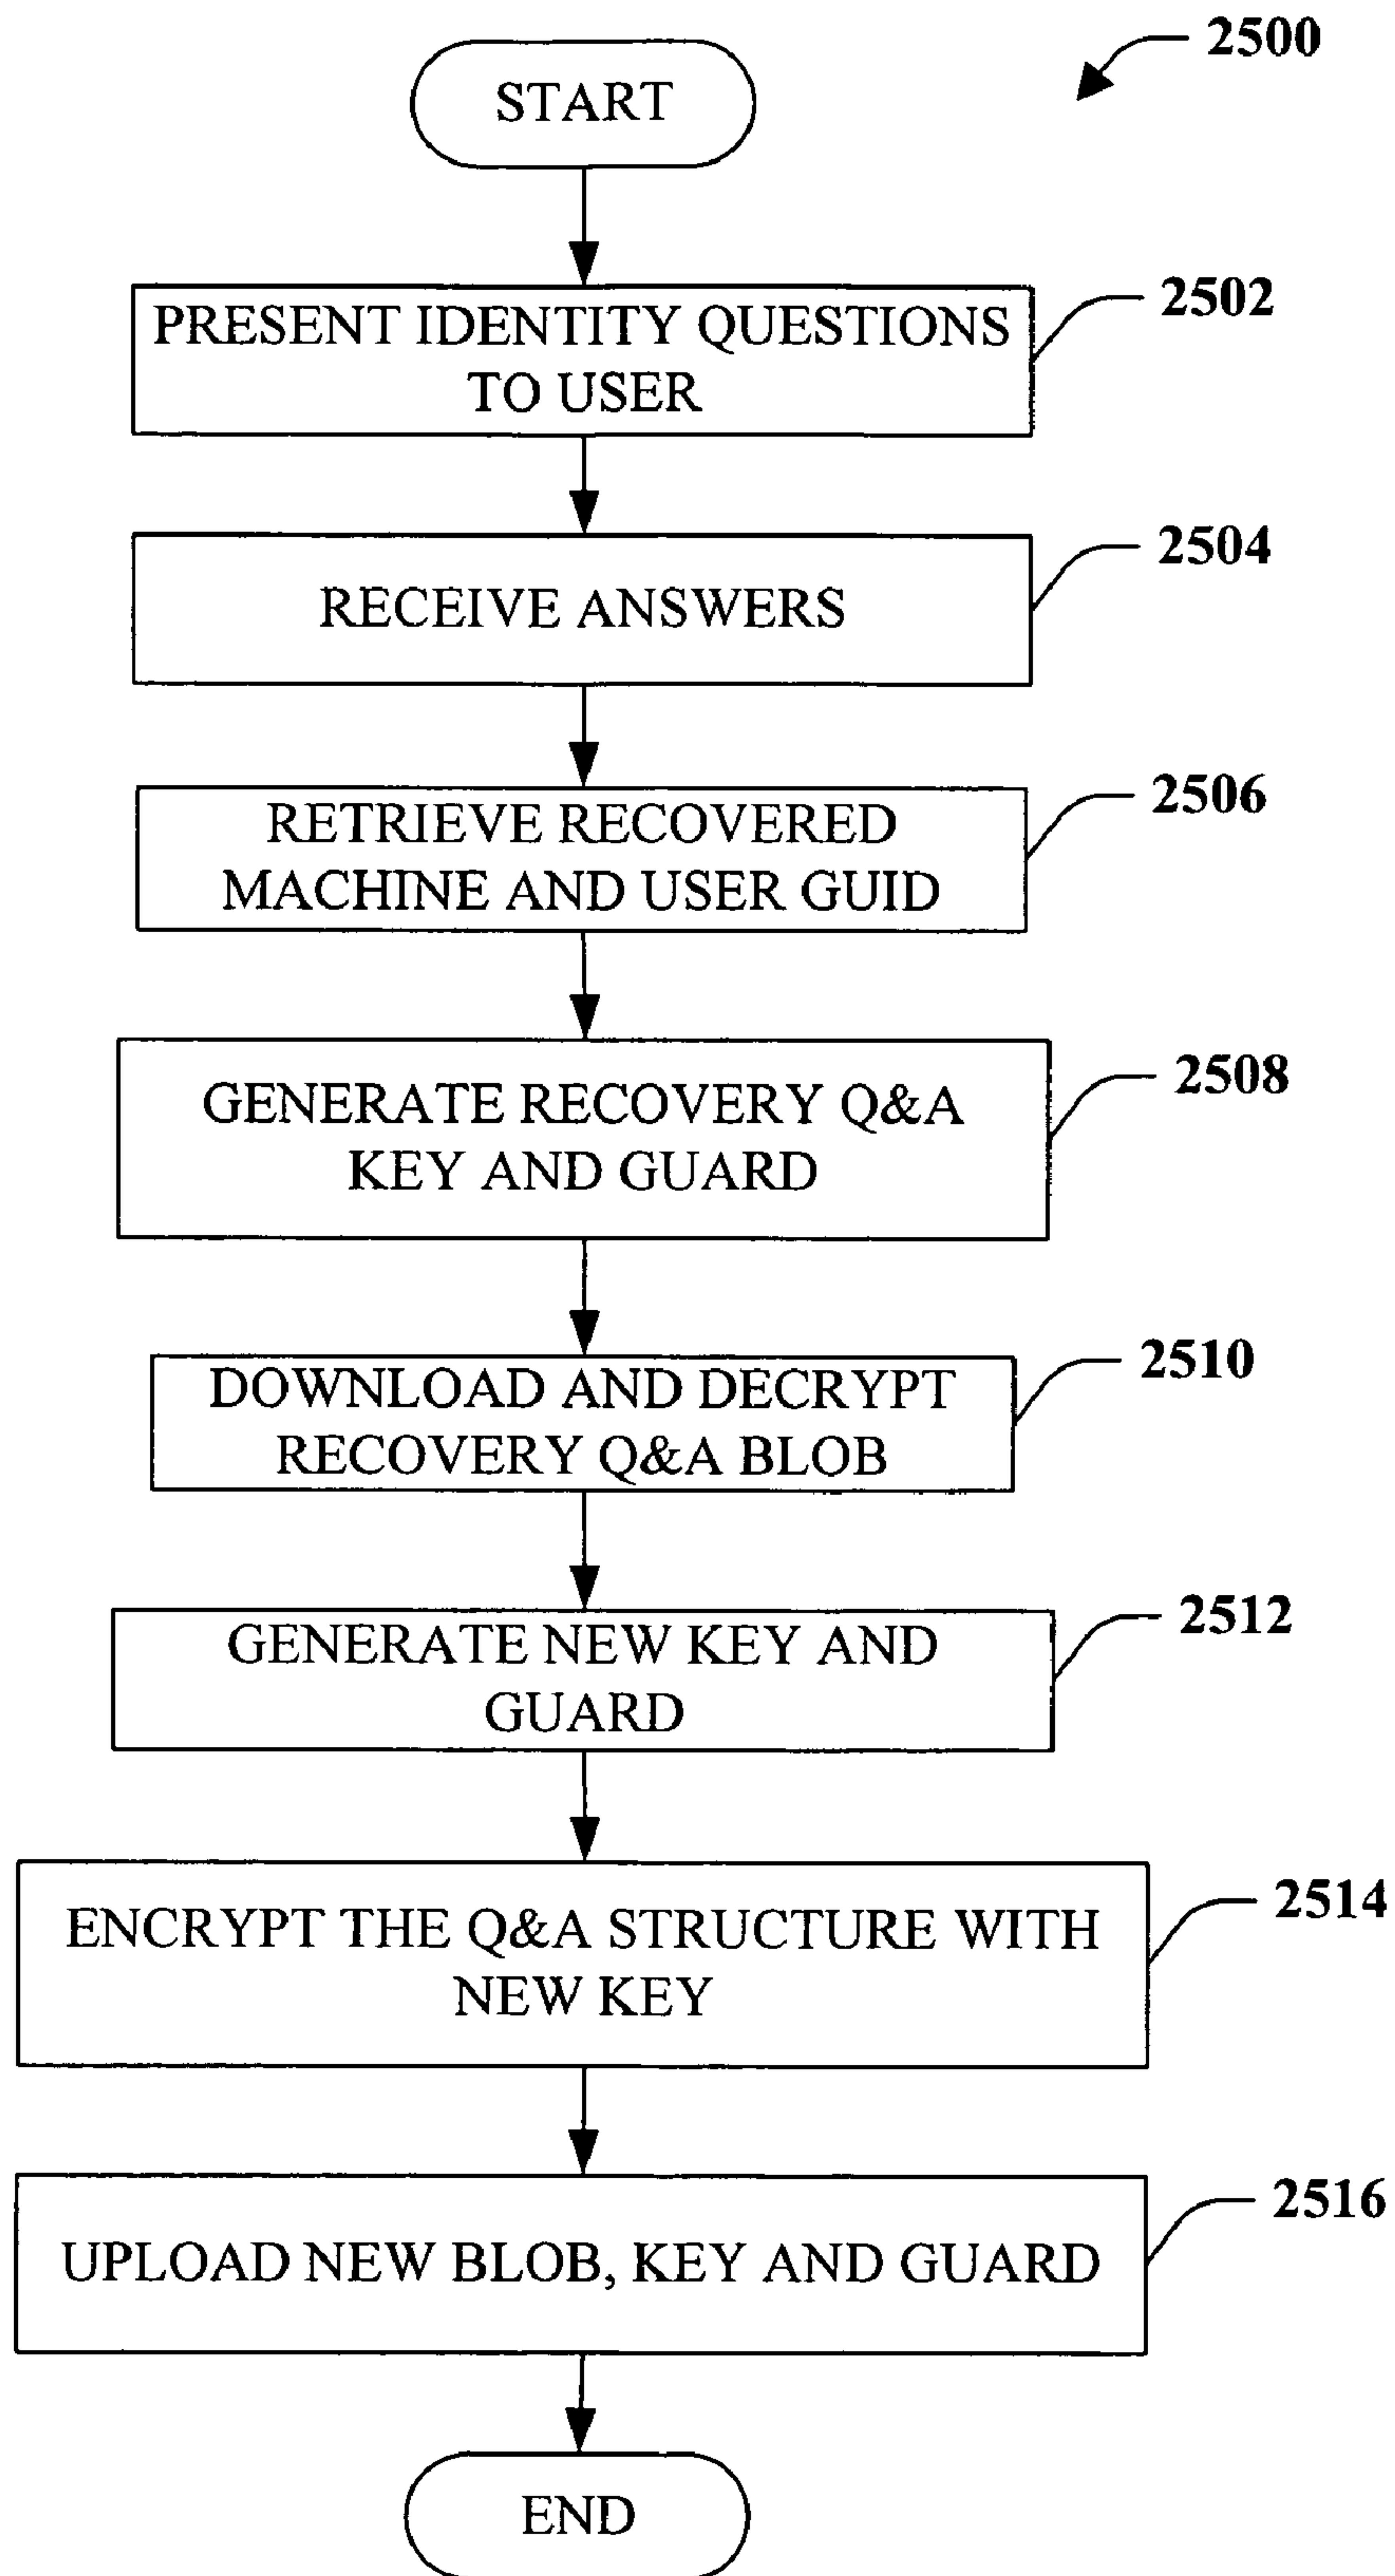 2500
START
PRESENT IDENTITY QUESTIONS
TO USER
2502
RECEIVE ANSWERS
2504
RETRIEVE RECOVERED
MACHINE AND USER GUID
2506
GENERATE RECOVERY Q&A
KEY AND GUARD
2508
DOWNLOAD AND DECRYPT
RECOVERY Q&A BLOB
2510
GENERATE NEW KEY AND
GUARD
2512
ENCRYPT THE Q&A STRUCTURE WITH
NEW KEY
2514
UPLOAD NEW BLOB, KEY AND GUARD
2516
END